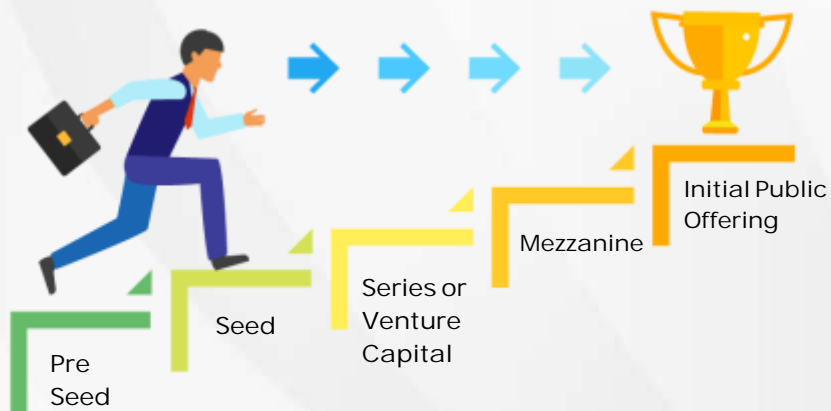 Pre
Seed
Seed
Series or
Venture
Capital
Mezzanine
Initial Public
Offering